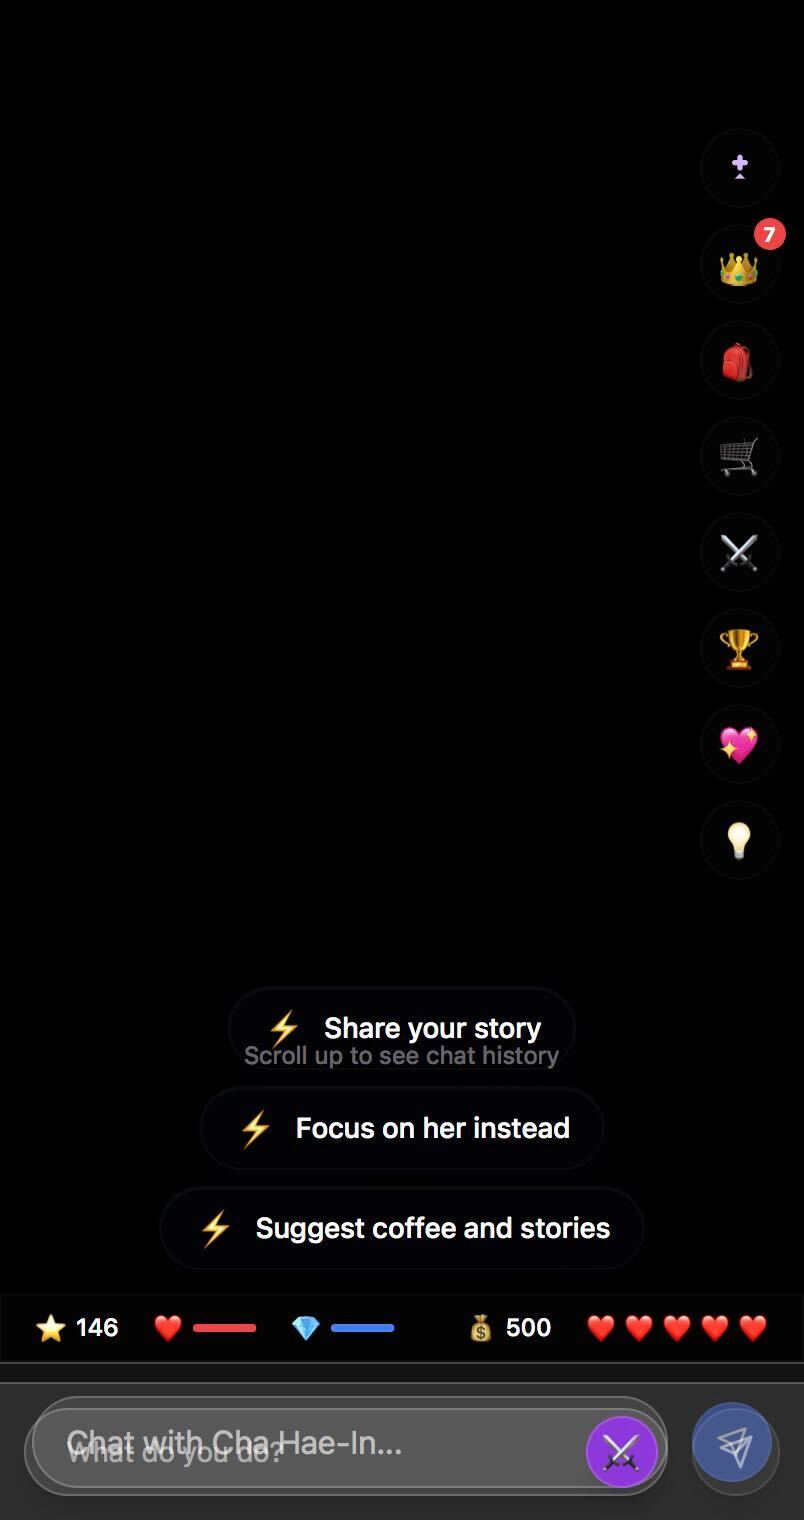 7
Share your story
Scroll up to see chat history
Focus on her instead
Suggest coffee and stories
146 500
Chat with Cha Hae-In...
What do you do?